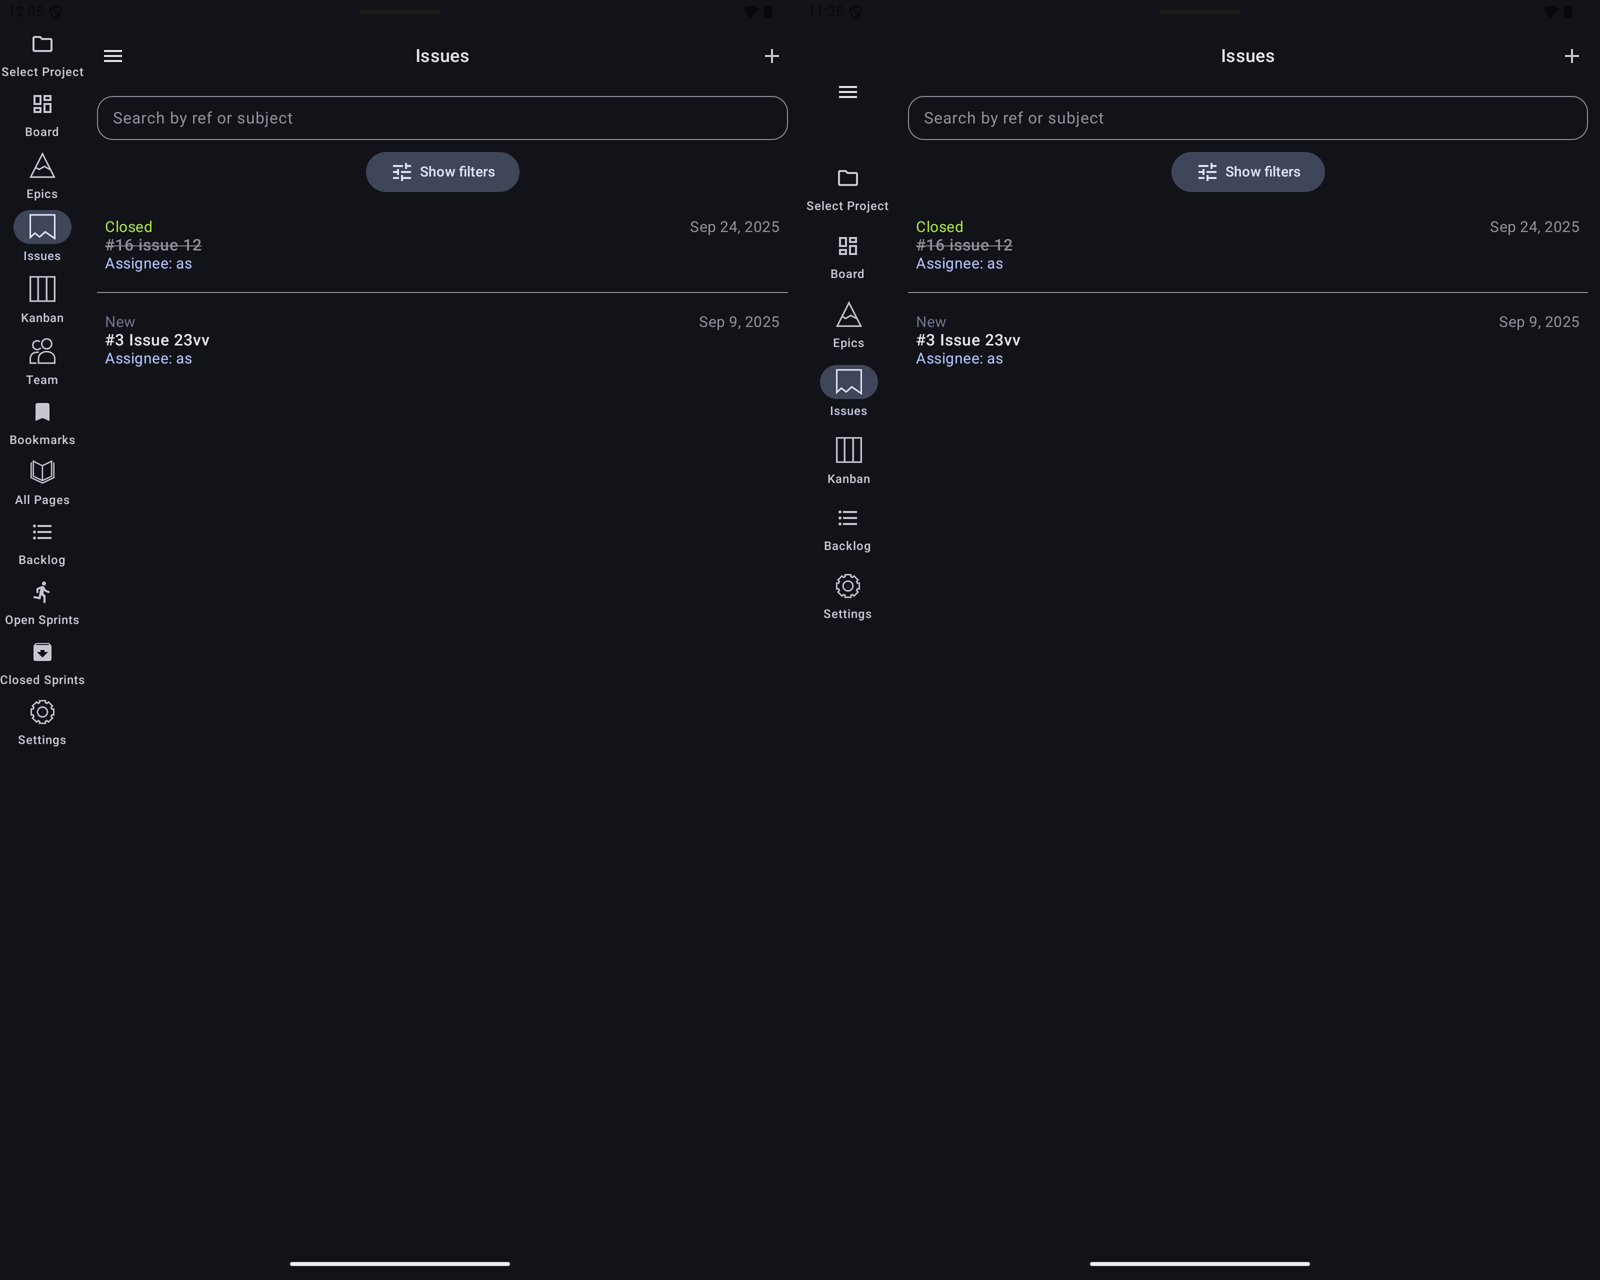 12:05
Select Project
Board
Epics
Issues
Kanban
Team
Bookmarks
All Pages
Backlog
Open Sprints
Closed Sprints
Settings
Issues
Search by ref or subject
Show filters
Closed
Sep 24, 2025
#16 issue 12
Assignee: as
New
Sep 9, 2025
#3 Issue 23vv
Assignee: as
11:25
Select Project
Board
Epics
Issues
Kanban
Backlog
Settings
Issues
Search by ref or subject
Show filters
Closed
Sep 24, 2025
#16 issue 12
Assignee: as
New
Sep 9, 2025
#3 Issue 23vv
Assignee: as